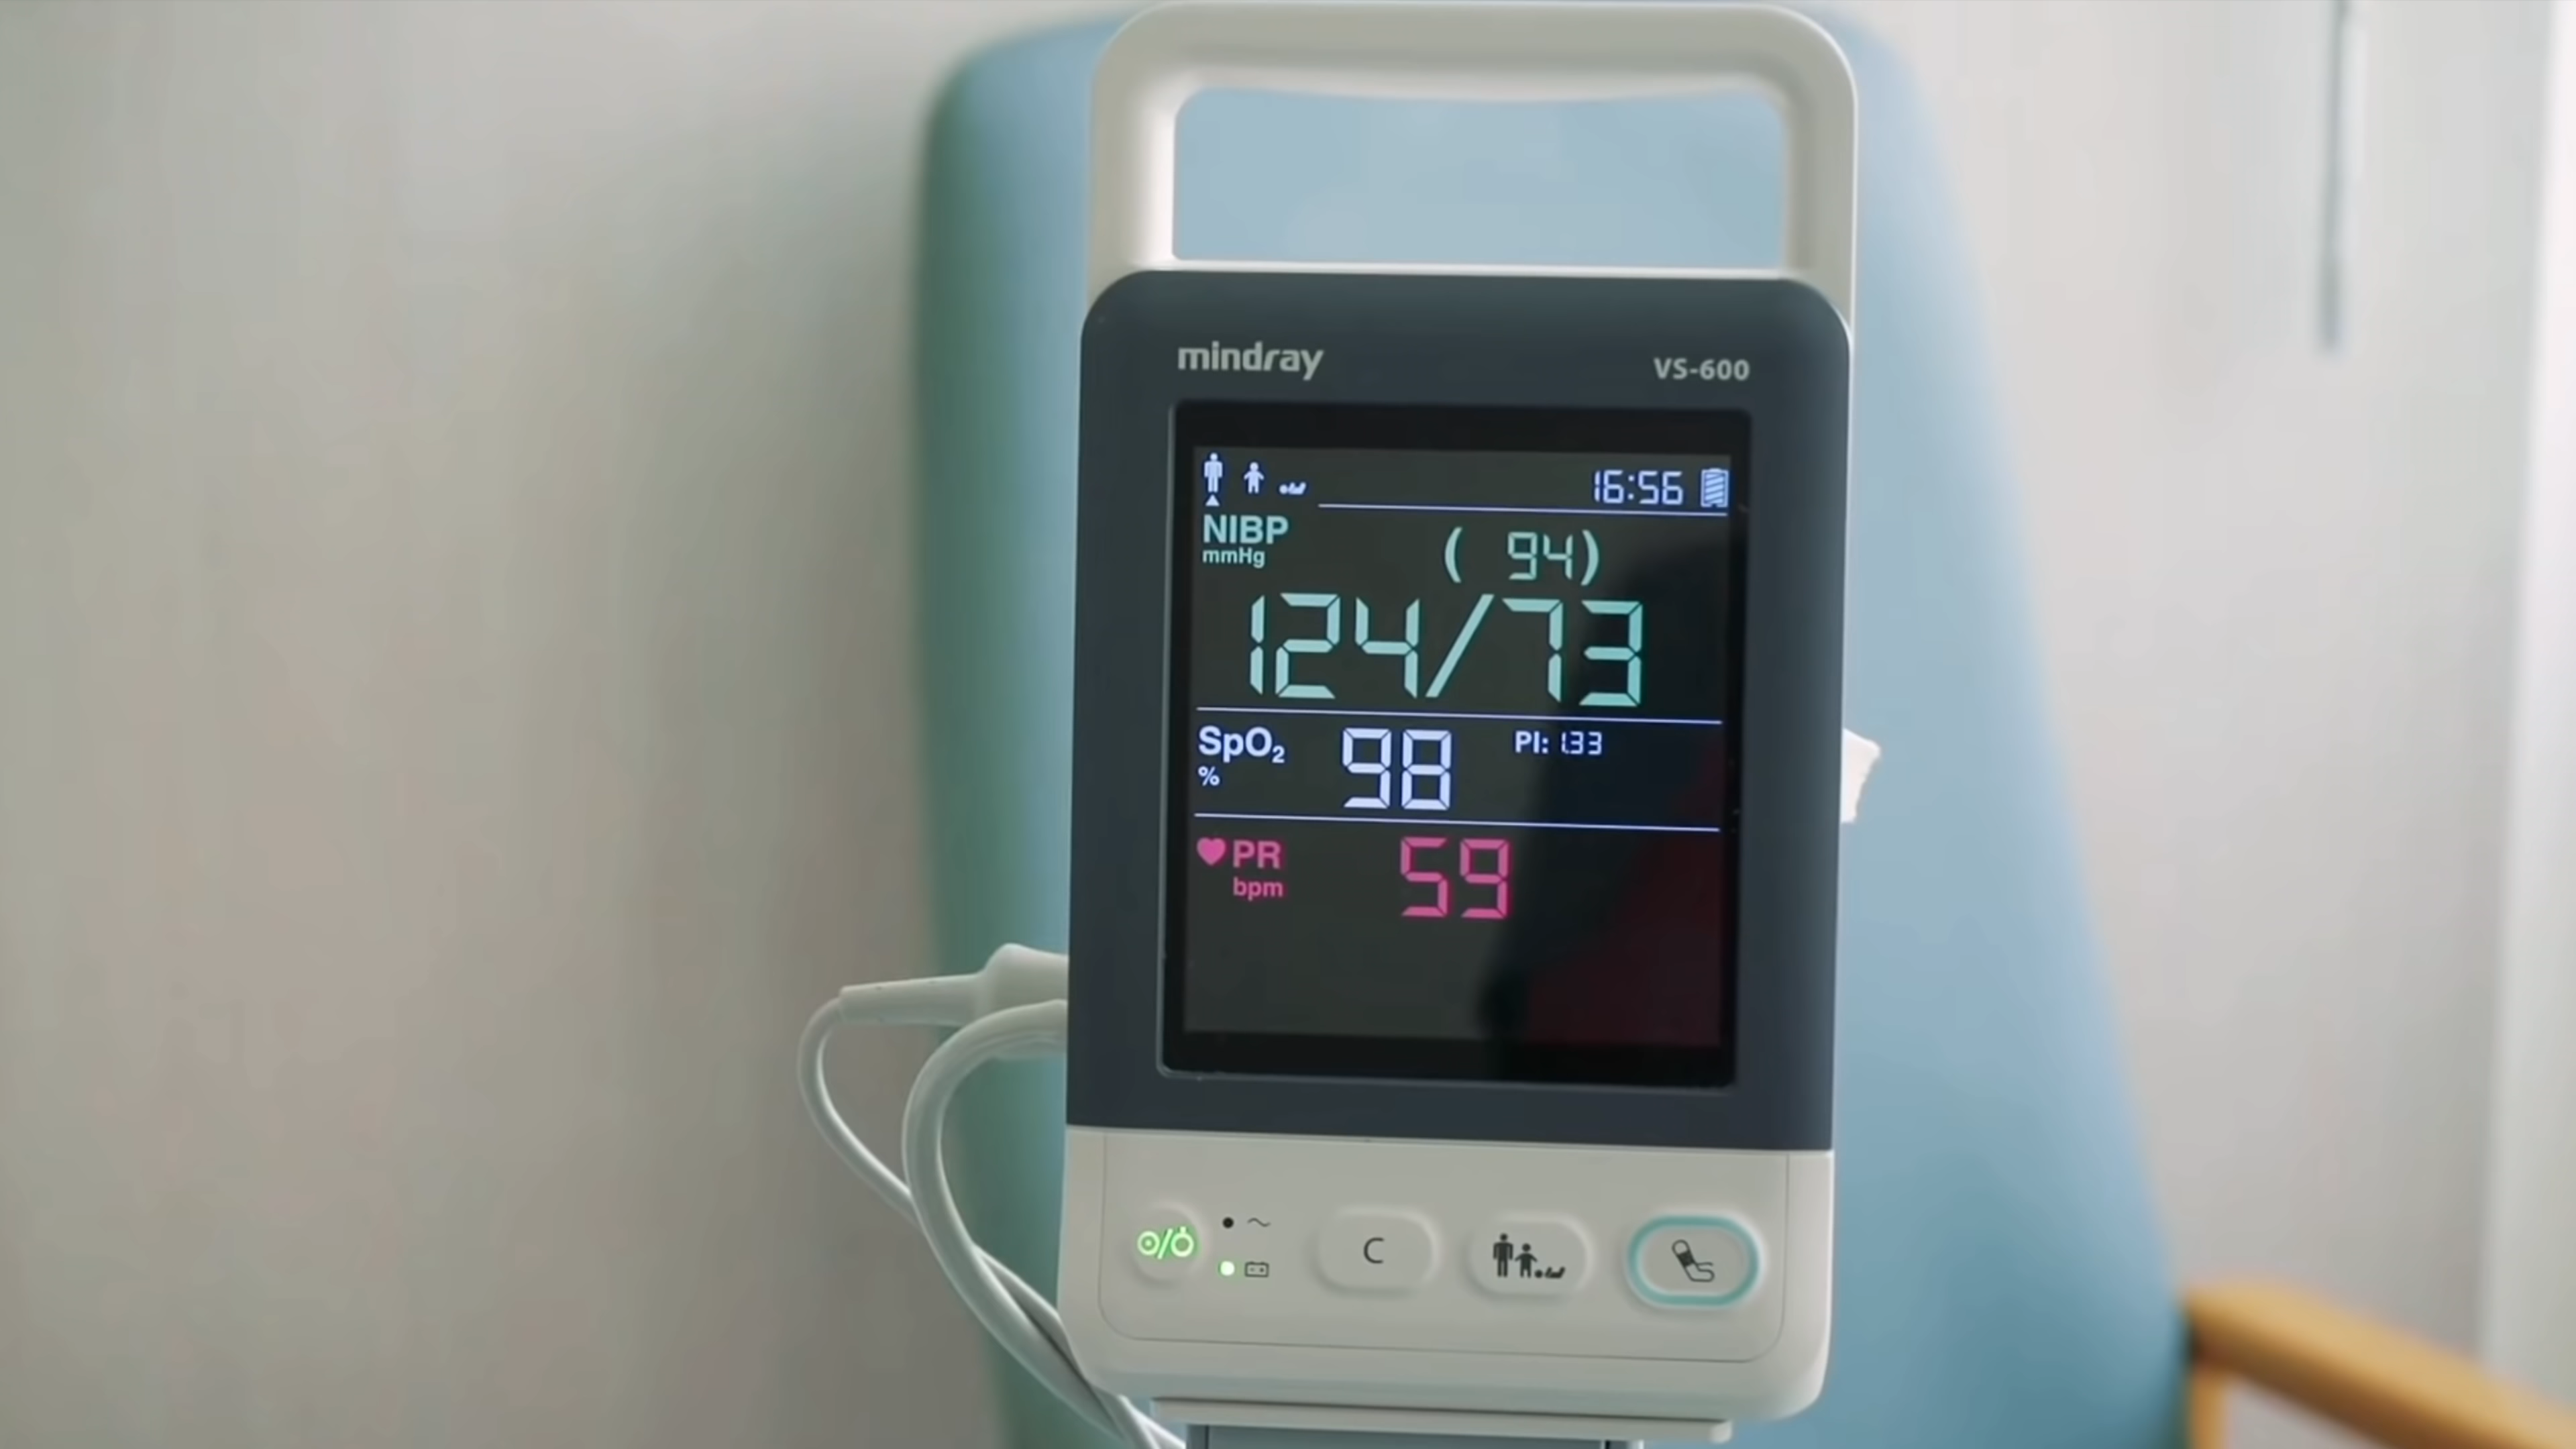 mindray VS-600
16:56
NIBP
mmHg
( 94)
124/73
SpO₂ 98 PI: 1.33
%
PR 59
bpm
C